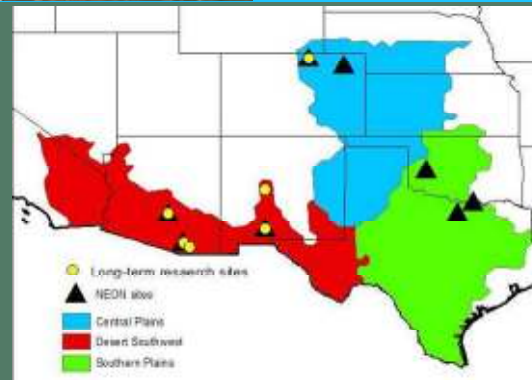 Long-term research sites
NEON sites
Central Plains
Desert Southwest
Southern Plains